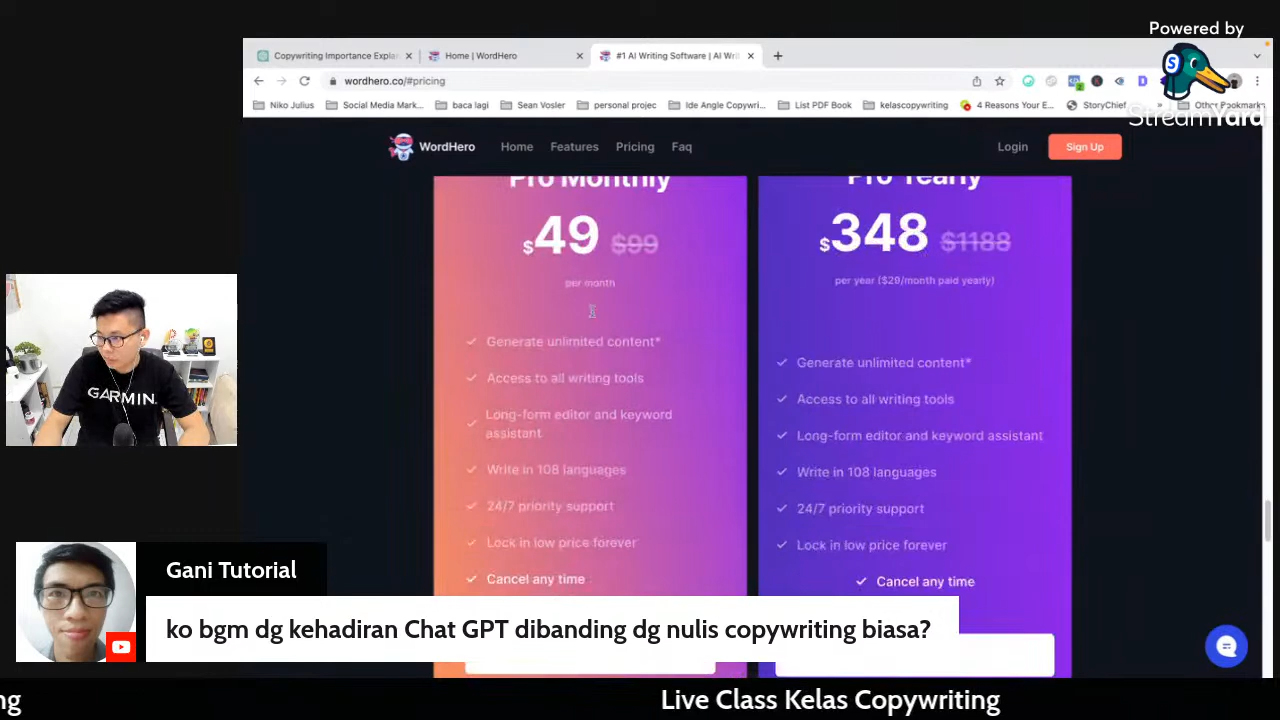 Powered by
StreamYard
Copywriting Importance Expla
Home | WordHero
#1 AI Writing Software | AI Wri
wordhero.co/#pricing
Niko Julius
Social Media Mark...
baca lagi
Sean Vosler
personal projec
Ide Angle Copywri...
List PDF Book
kelascopywriting
4 Reasons Your E...
StoryChief
Other Bookmarks
WordHero
Home
Features
Pricing
Faq
Login
Sign Up
Pro Monthly
$49 $99
per month
Generate unlimited content*
Access to all writing tools
Long-form editor and keyword
assistant
Write in 108 languages
24/7 priority support
Lock in low price forever
Cancel any time
Pro Yearly
$348 $1188
per year ($29/month paid yearly)
Generate unlimited content*
Access to all writing tools
Long-form editor and keyword assistant
Write in 108 languages
24/7 priority support
Lock in low price forever
Cancel any time
GARMIN
Gani Tutorial
ko bgm dg kehadiran Chat GPT dibanding dg nulis copywriting biasa?
ng
Live Class Kelas Copywriting